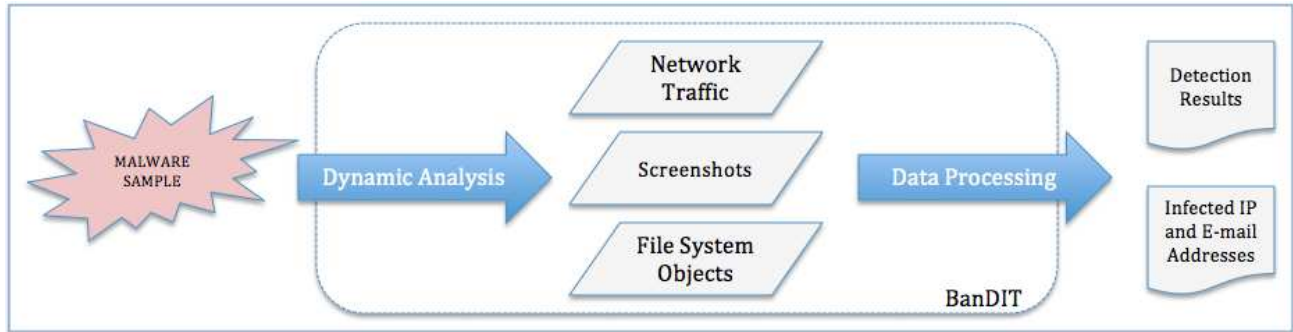 MALWARE
SAMPLE
Dynamic Analysis
Network
Traffic
Screenshots
File System
Objects
Data Processing
BanDIT
Detection
Results
Infected IP
and E-mail
Addresses